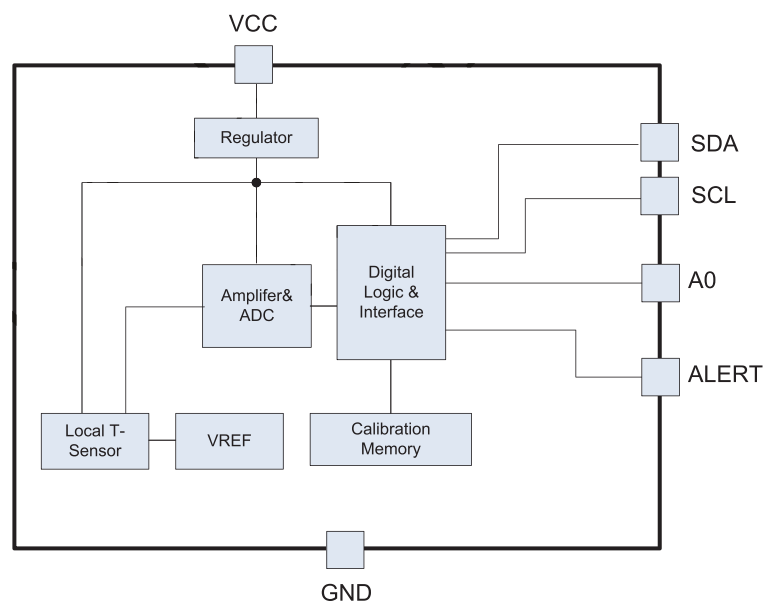 VCC
Regulator
SDA
SCL
A0
ALERT
Digital
Logic &
Interface
Amplifer&
ADC
Local T-
Sensor
VREF
Calibration
Memory
GND